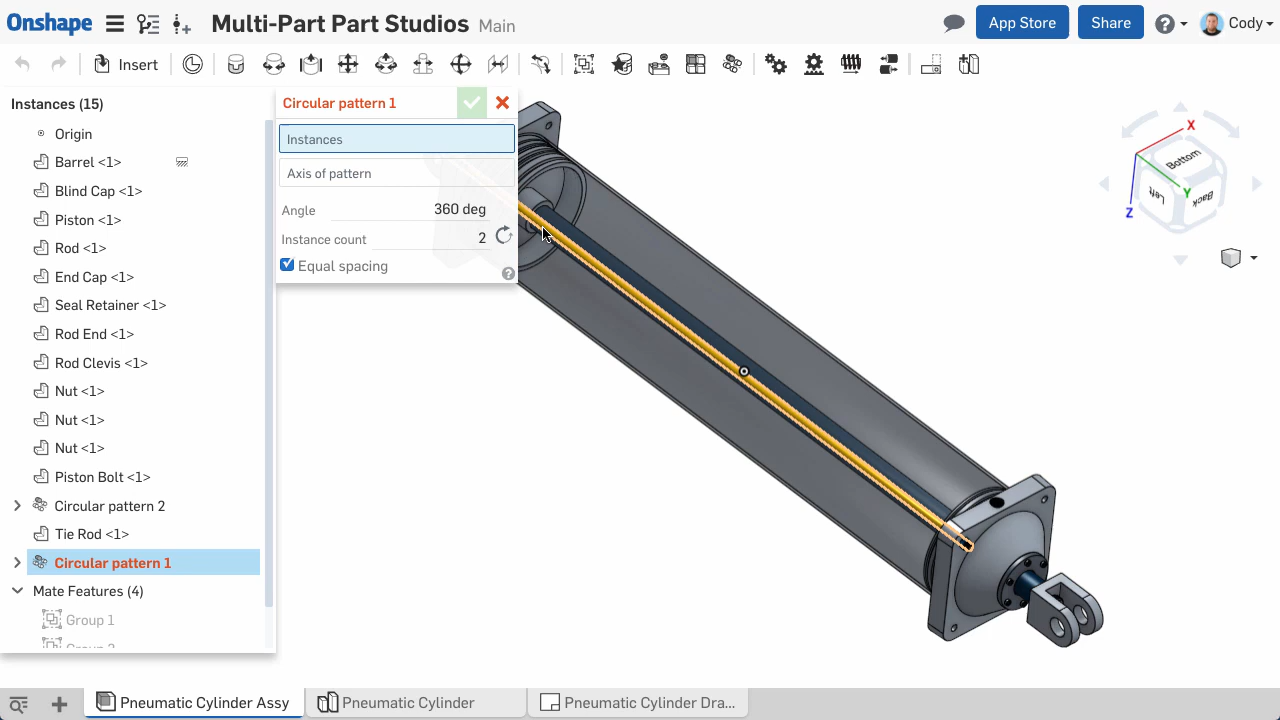 Onshape Multi-Part Part Studios Main App Store Share Cody
Insert
Instances (15)
Origin
Barrel <1>
Blind Cap <1>
Piston <1>
Rod <1>
End Cap <1>
Seal Retainer <1>
Rod End <1>
Rod Clevis <1>
Nut <1>
Nut <1>
Nut <1>
Piston Bolt <1>
Circular pattern 2
Tie Rod <1>
Circular pattern 1
Mate Features (4)
Group 1
Circular pattern 1
Instances
Axis of pattern
Angle 360 deg
Instance count 2
Equal spacing
X
Bottom
Y
Left
Back
Z
Pneumatic Cylinder Assy
Pneumatic Cylinder
Pneumatic Cylinder Dra...